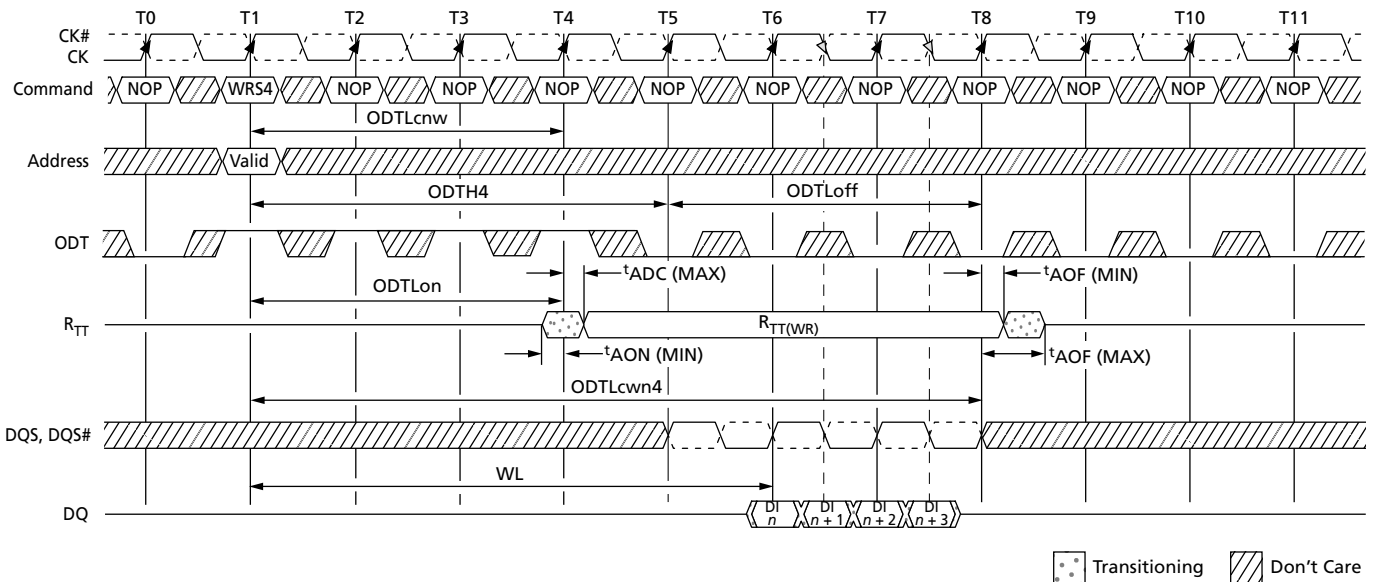 T0 T1 T2 T3 T4 T5 T6 T7 T8 T9 T10 T11
CK#
CK
Command NOP WRS4 NOP NOP NOP NOP NOP NOP NOP NOP NOP NOP
ODTLcnw
Address Valid
ODTH4 ODTLoff
ODT
tADC (MAX) tAOF (MIN)
ODTLon
RTT RTT(WR)
tAON (MIN) tAOF (MAX)
ODTLcwn4
DQS, DQS#
WL
DQ DI n DI n + 1 DI n + 2 DI n + 3
Transitioning Don't Care